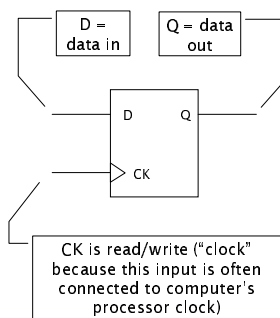 D =
data in
Q = data
out
D
Q
CK
CK is read/write ("clock"
because this input is often
connected to computer's
processor clock)